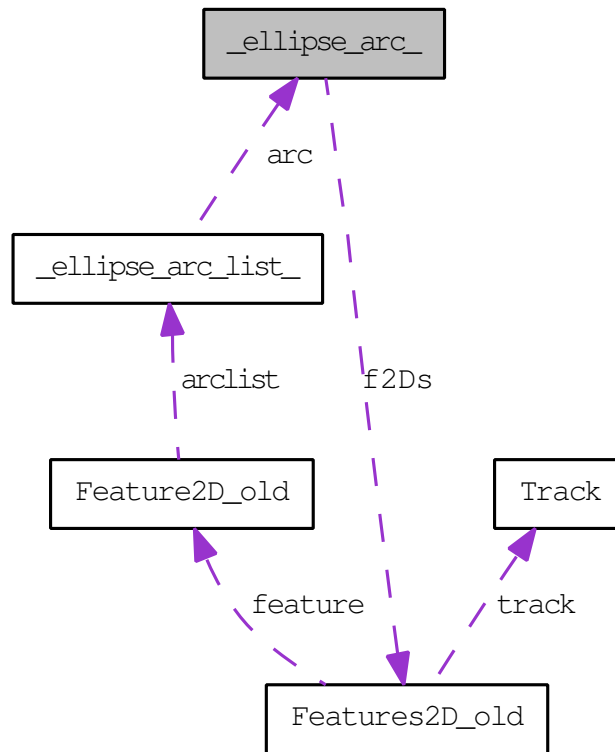 _ellipse_arc_
arc
_ellipse_arc_list_
arclist
f2Ds
Feature2D_old
Track
feature
track
Features2D_old